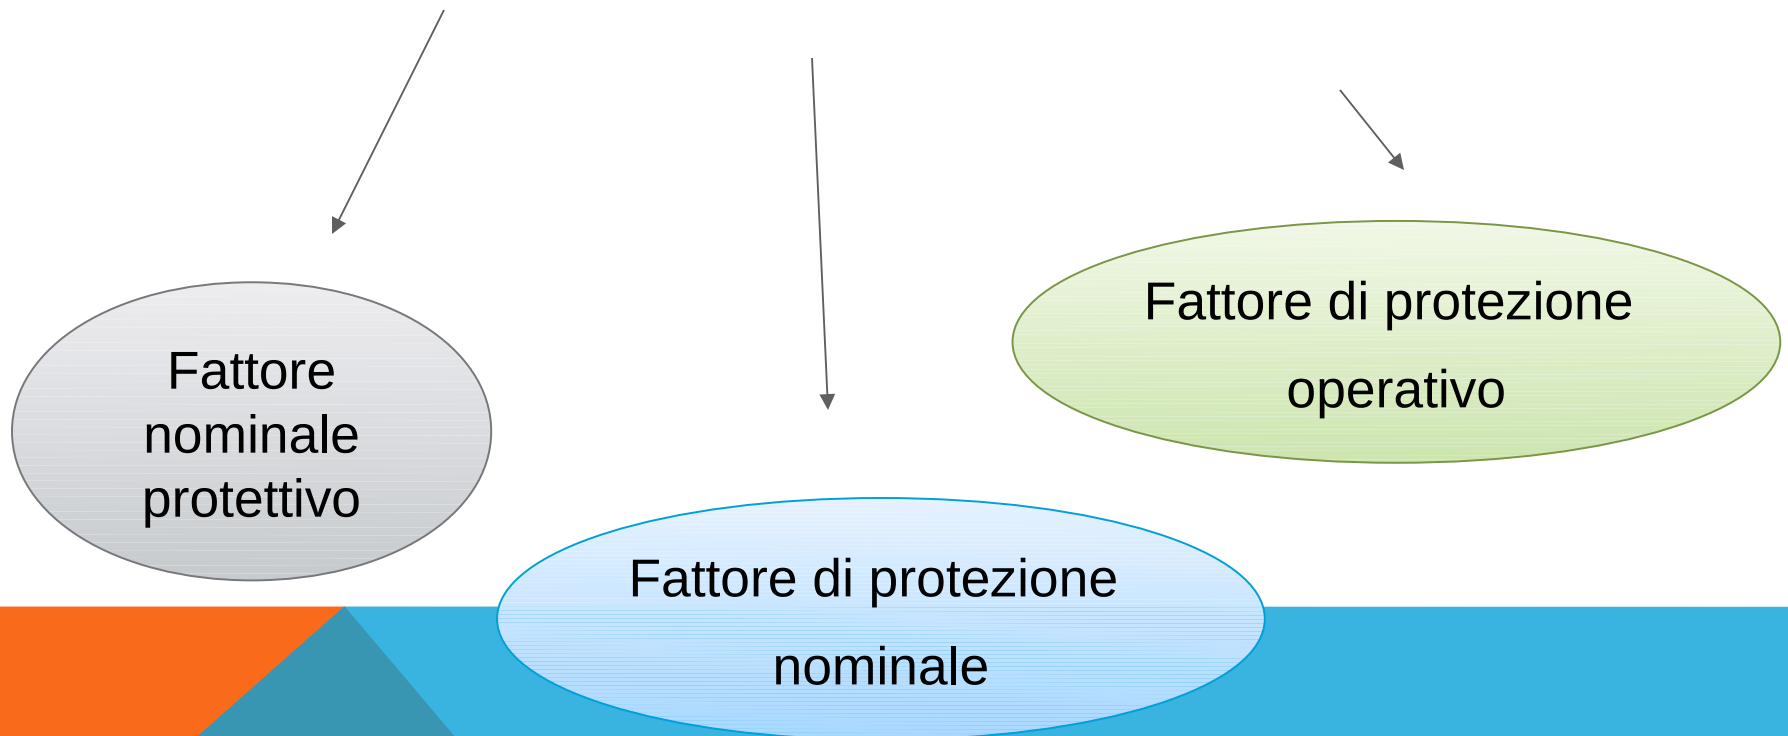 Fattore
nominale
protettivo
Fattore di protezione
nominale
Fattore di protezione
operativo